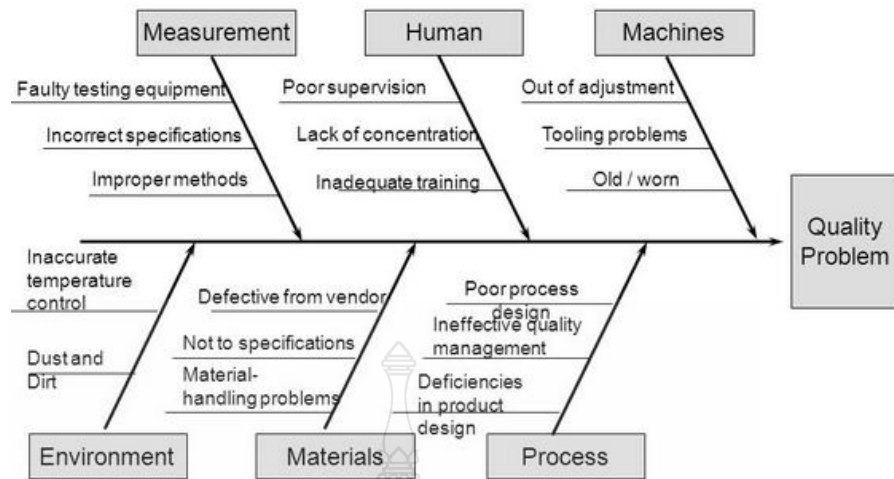 Measurement
Human
Machines
Faulty testing equipment
Incorrect specifications
Improper methods
Poor supervision
Lack of concentration
Inadequate training
Out of adjustment
Tooling problems
Old / worn
Quality
Problem
Inaccurate
temperature
control
Dust and
Dirt
Defective from vendor
Not to specifications
Material-
handling problems
Poor process
design
Ineffective quality
management
Deficiencies
in product
design
Environment
Materials
Process